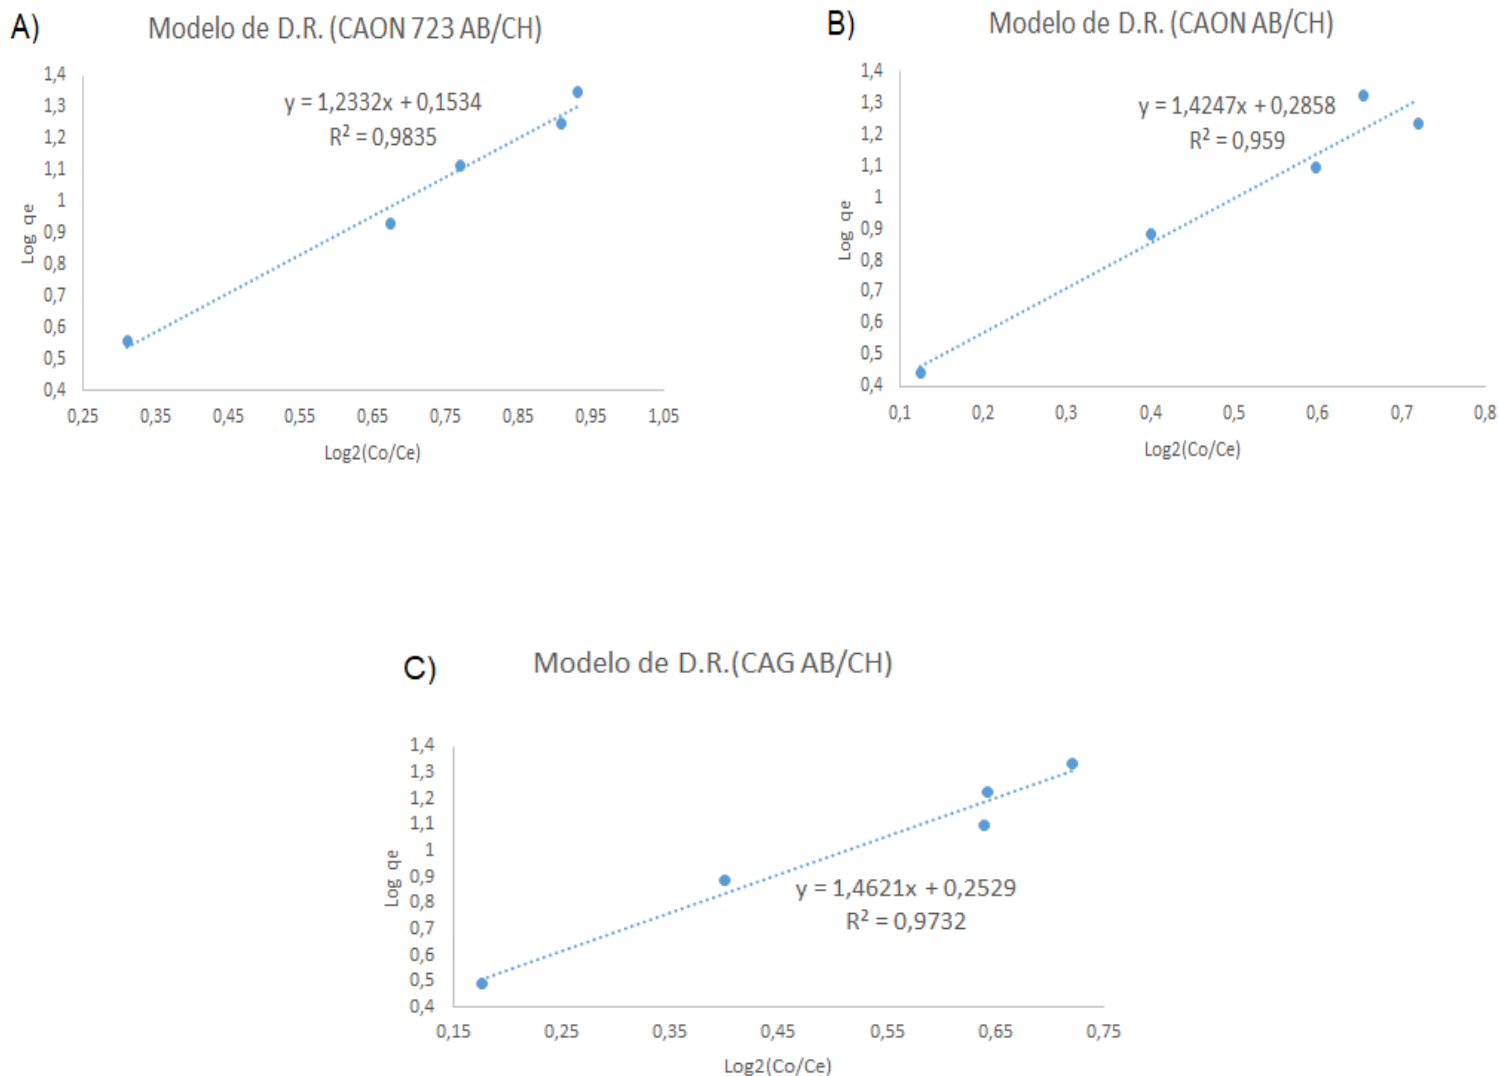 A)
Modelo de D.R. (CAON 723 AB/CH)
1,4
1,3
1,2
1,1
1
0,9
0,8
0,7
0,6
0,5
0,4
Log qe
y = 1,2332x + 0,1534
R² = 0,9835
0,25 0,35 0,45 0,55 0,65 0,75 0,85 0,95 1,05
Log2(Co/Ce)
B)
Modelo de D.R. (CAON AB/CH)
1,4
1,3
1,2
1,1
1
0,9
0,8
0,7
0,6
0,5
0,4
Log qe
y = 1,4247x + 0,2858
R² = 0,959
0,1 0,2 0,3 0,4 0,5 0,6 0,7 0,8
Log2(Co/Ce)
C)
Modelo de D.R.(CAG AB/CH)
1,4
1,3
1,2
1,1
1
0,9
0,8
0,7
0,6
0,5
0,4
Log qe
y = 1,4621x + 0,2529
R² = 0,9732
0,15 0,25 0,35 0,45 0,55 0,65 0,75
Log2(Co/Ce)